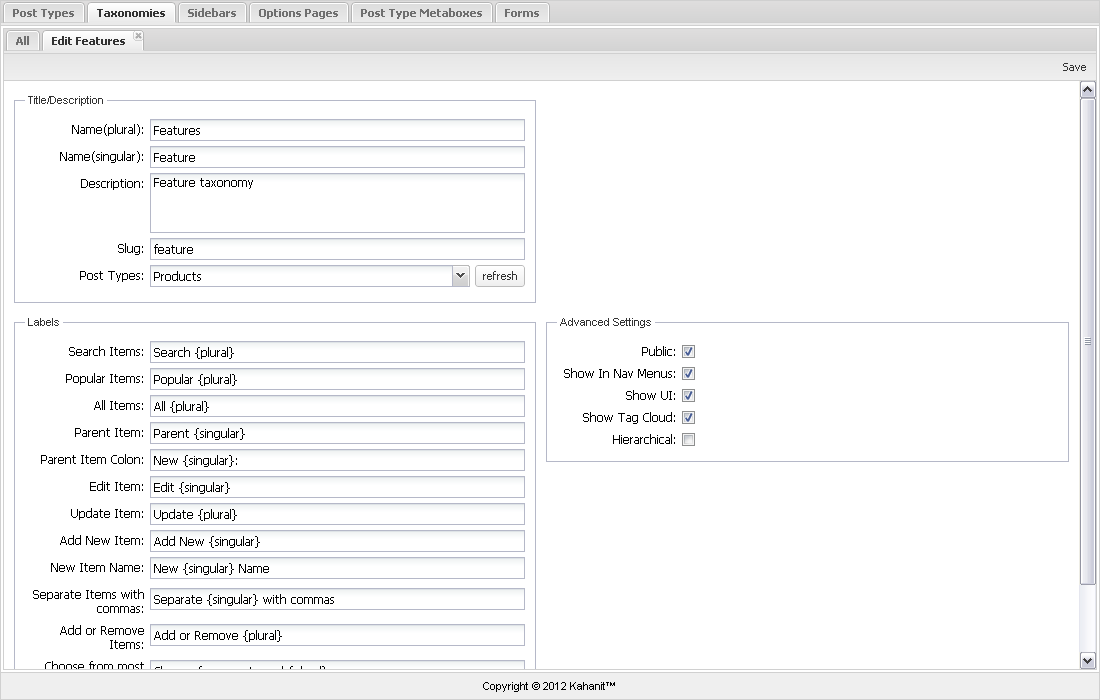 Post Types Taxonomies Sidebars Options Pages Post Type Metaboxes Forms
All Edit Features
Save
Title/Description
Name(plural): Features
Name(singular): Feature
Description: Feature taxonomy
Slug: feature
Post Types: Products refresh
Labels
Search Items: Search {plural}
Popular Items: Popular {plural}
All Items: All {plural}
Parent Item: Parent {singular}
Parent Item Colon: New {singular}:
Edit Item: Edit {singular}
Update Item: Update {plural}
Add New Item: Add New {singular}
New Item Name: New {singular} Name
Separate Items with
commas: Separate {singular} with commas
Add or Remove
Items: Add or Remove {plural}
Choose from most
Advanced Settings
Public:
Show In Nav Menus:
Show UI:
Show Tag Cloud:
Hierarchical:
Copyright © 2012 Kahanit™